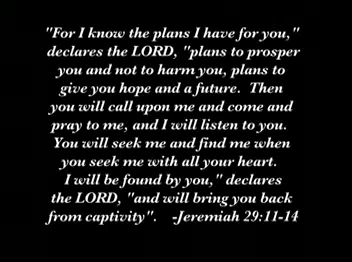 "For I know the plans I have for you,"
declares the LORD, "plans to prosper
you and not to harm you, plans to
give you hope and a future.  Then
you will call upon me and come and
pray to me, and I will listen to you.
You will seek me and find me when
you seek me with all your heart.
I will be found by you," declares
the LORD, "and will bring you back
from captivity".    -Jeremiah 29:11-14